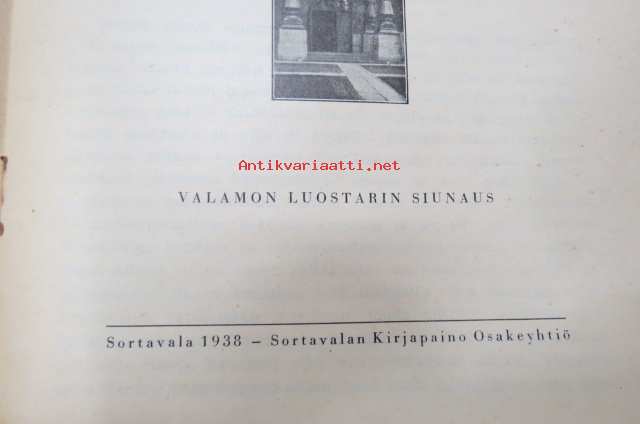 Antikvariaatti.net
VALAMON LUOSTARIN SIUNAUS
Sortavala 1938 – Sortavalan Kirjapaino Osakeyhtiö